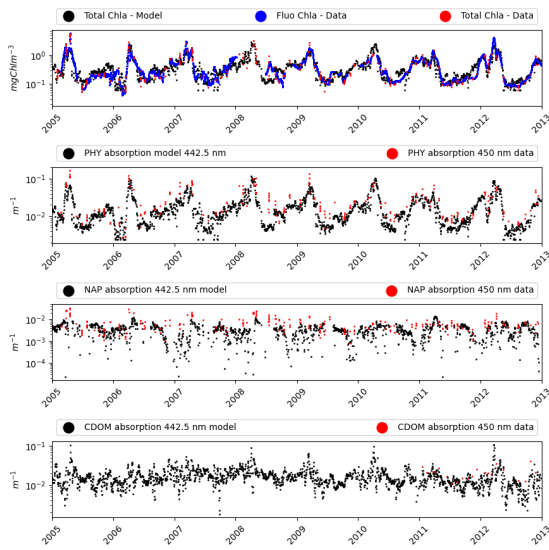 Total Chla - Model Fluo Chla - Data Total Chla - Data
mgChlm⁻³
10⁰
10⁻¹
2005 2006 2007 2008 2009 2010 2011 2012 2013
PHY absorption model 442.5 nm PHY absorption 450 nm data
m⁻¹
10⁻¹
10⁻²
2005 2006 2007 2008 2009 2010 2011 2012 2013
NAP absorption 442.5 nm model NAP absorption 450 nm data
m⁻¹
10⁻²
10⁻³
10⁻⁴
2005 2006 2007 2008 2009 2010 2011 2012 2013
CDOM absorption 442.5 nm model CDOM absorption 450 nm data
m⁻¹
10⁻¹
10⁻²
2005 2006 2007 2008 2009 2010 2011 2012 2013